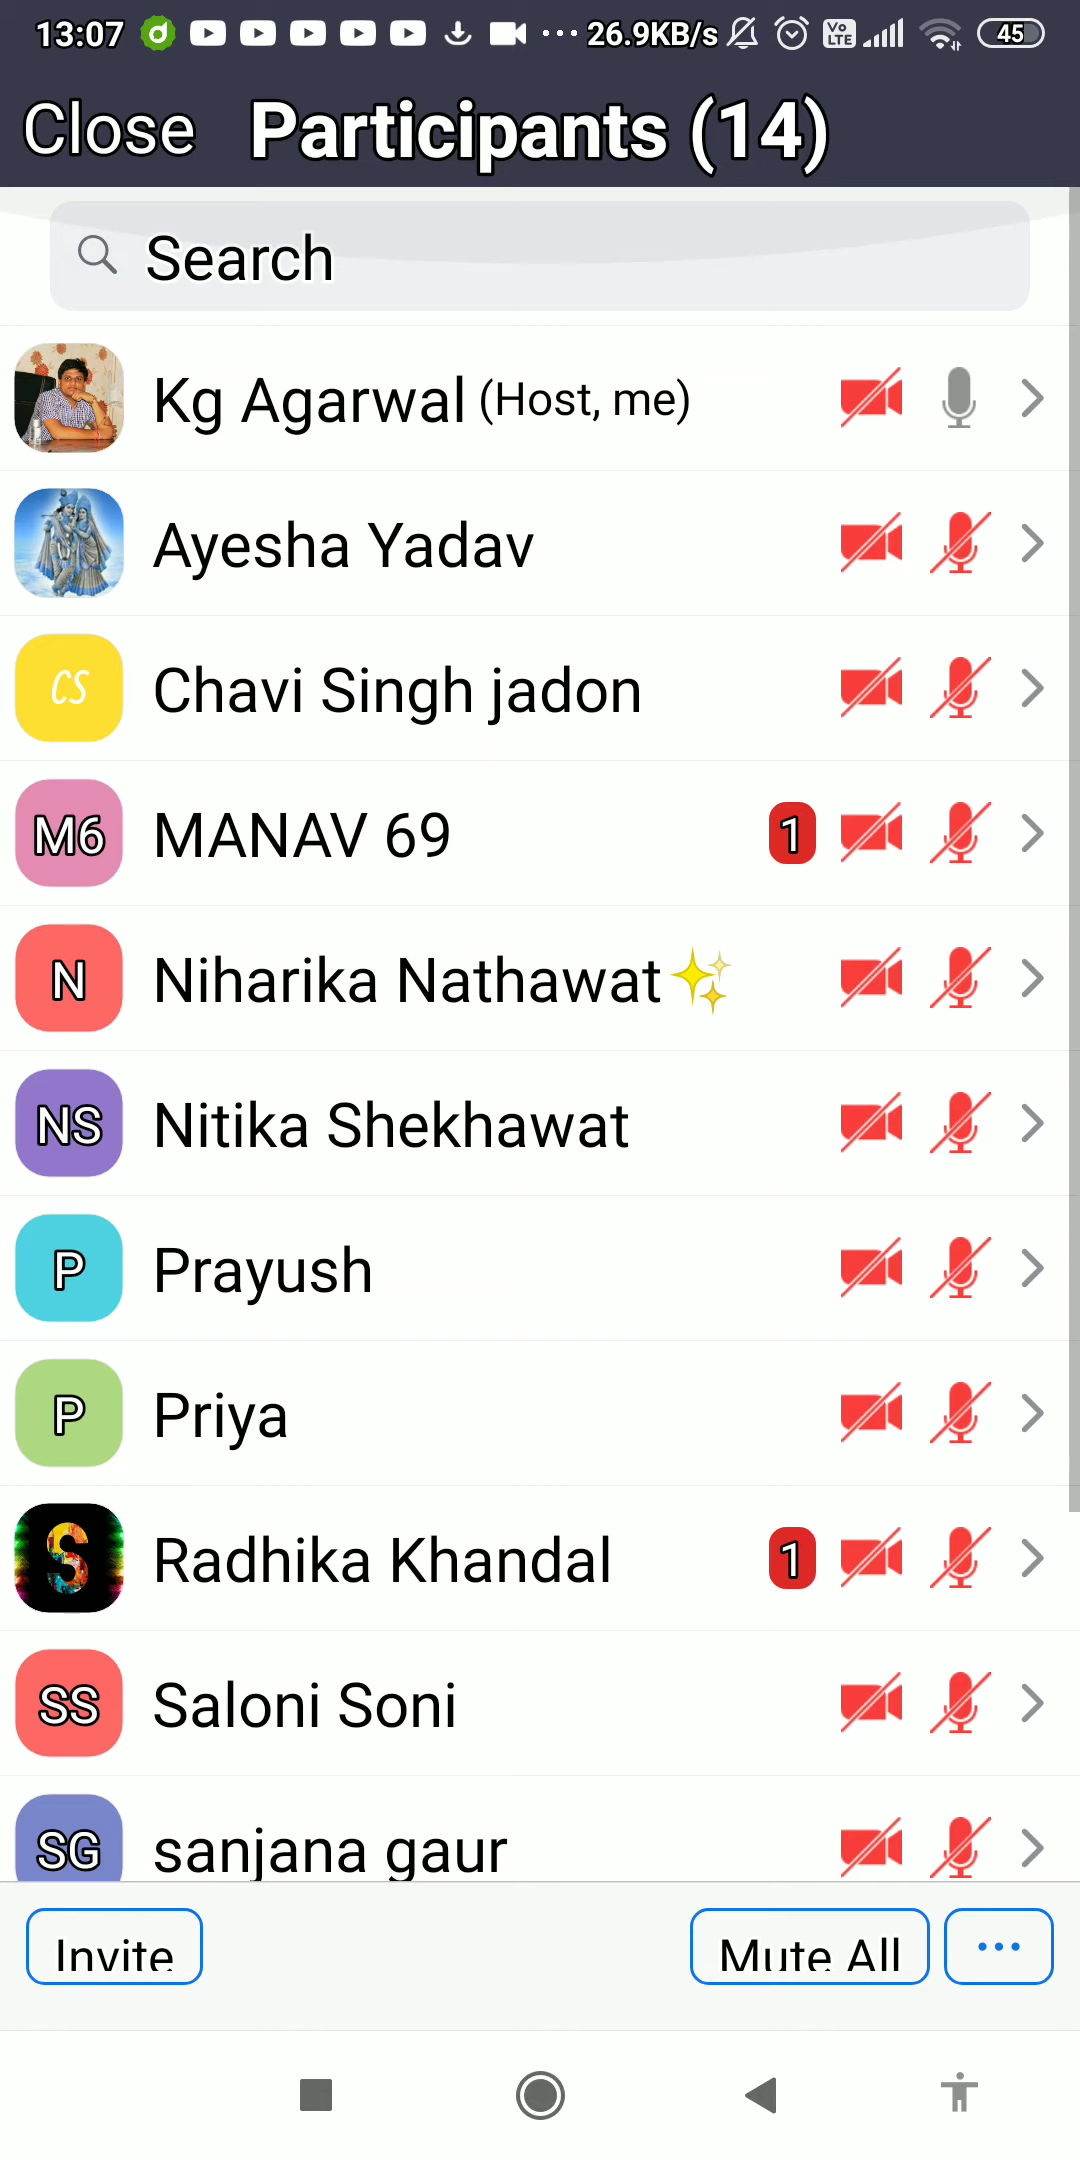 13:07 ... 26.9KB/s Vo LTE 45
Close Participants (14)
Search
Kg Agarwal (Host, me)
Ayesha Yadav
CS Chavi Singh jadon
M6 MANAV 69 1
N Niharika Nathawat✨
NS Nitika Shekhawat
P Prayush
P Priya
S Radhika Khandal 1
SS Saloni Soni
SG sanjana gaur
Invite Mute All ...